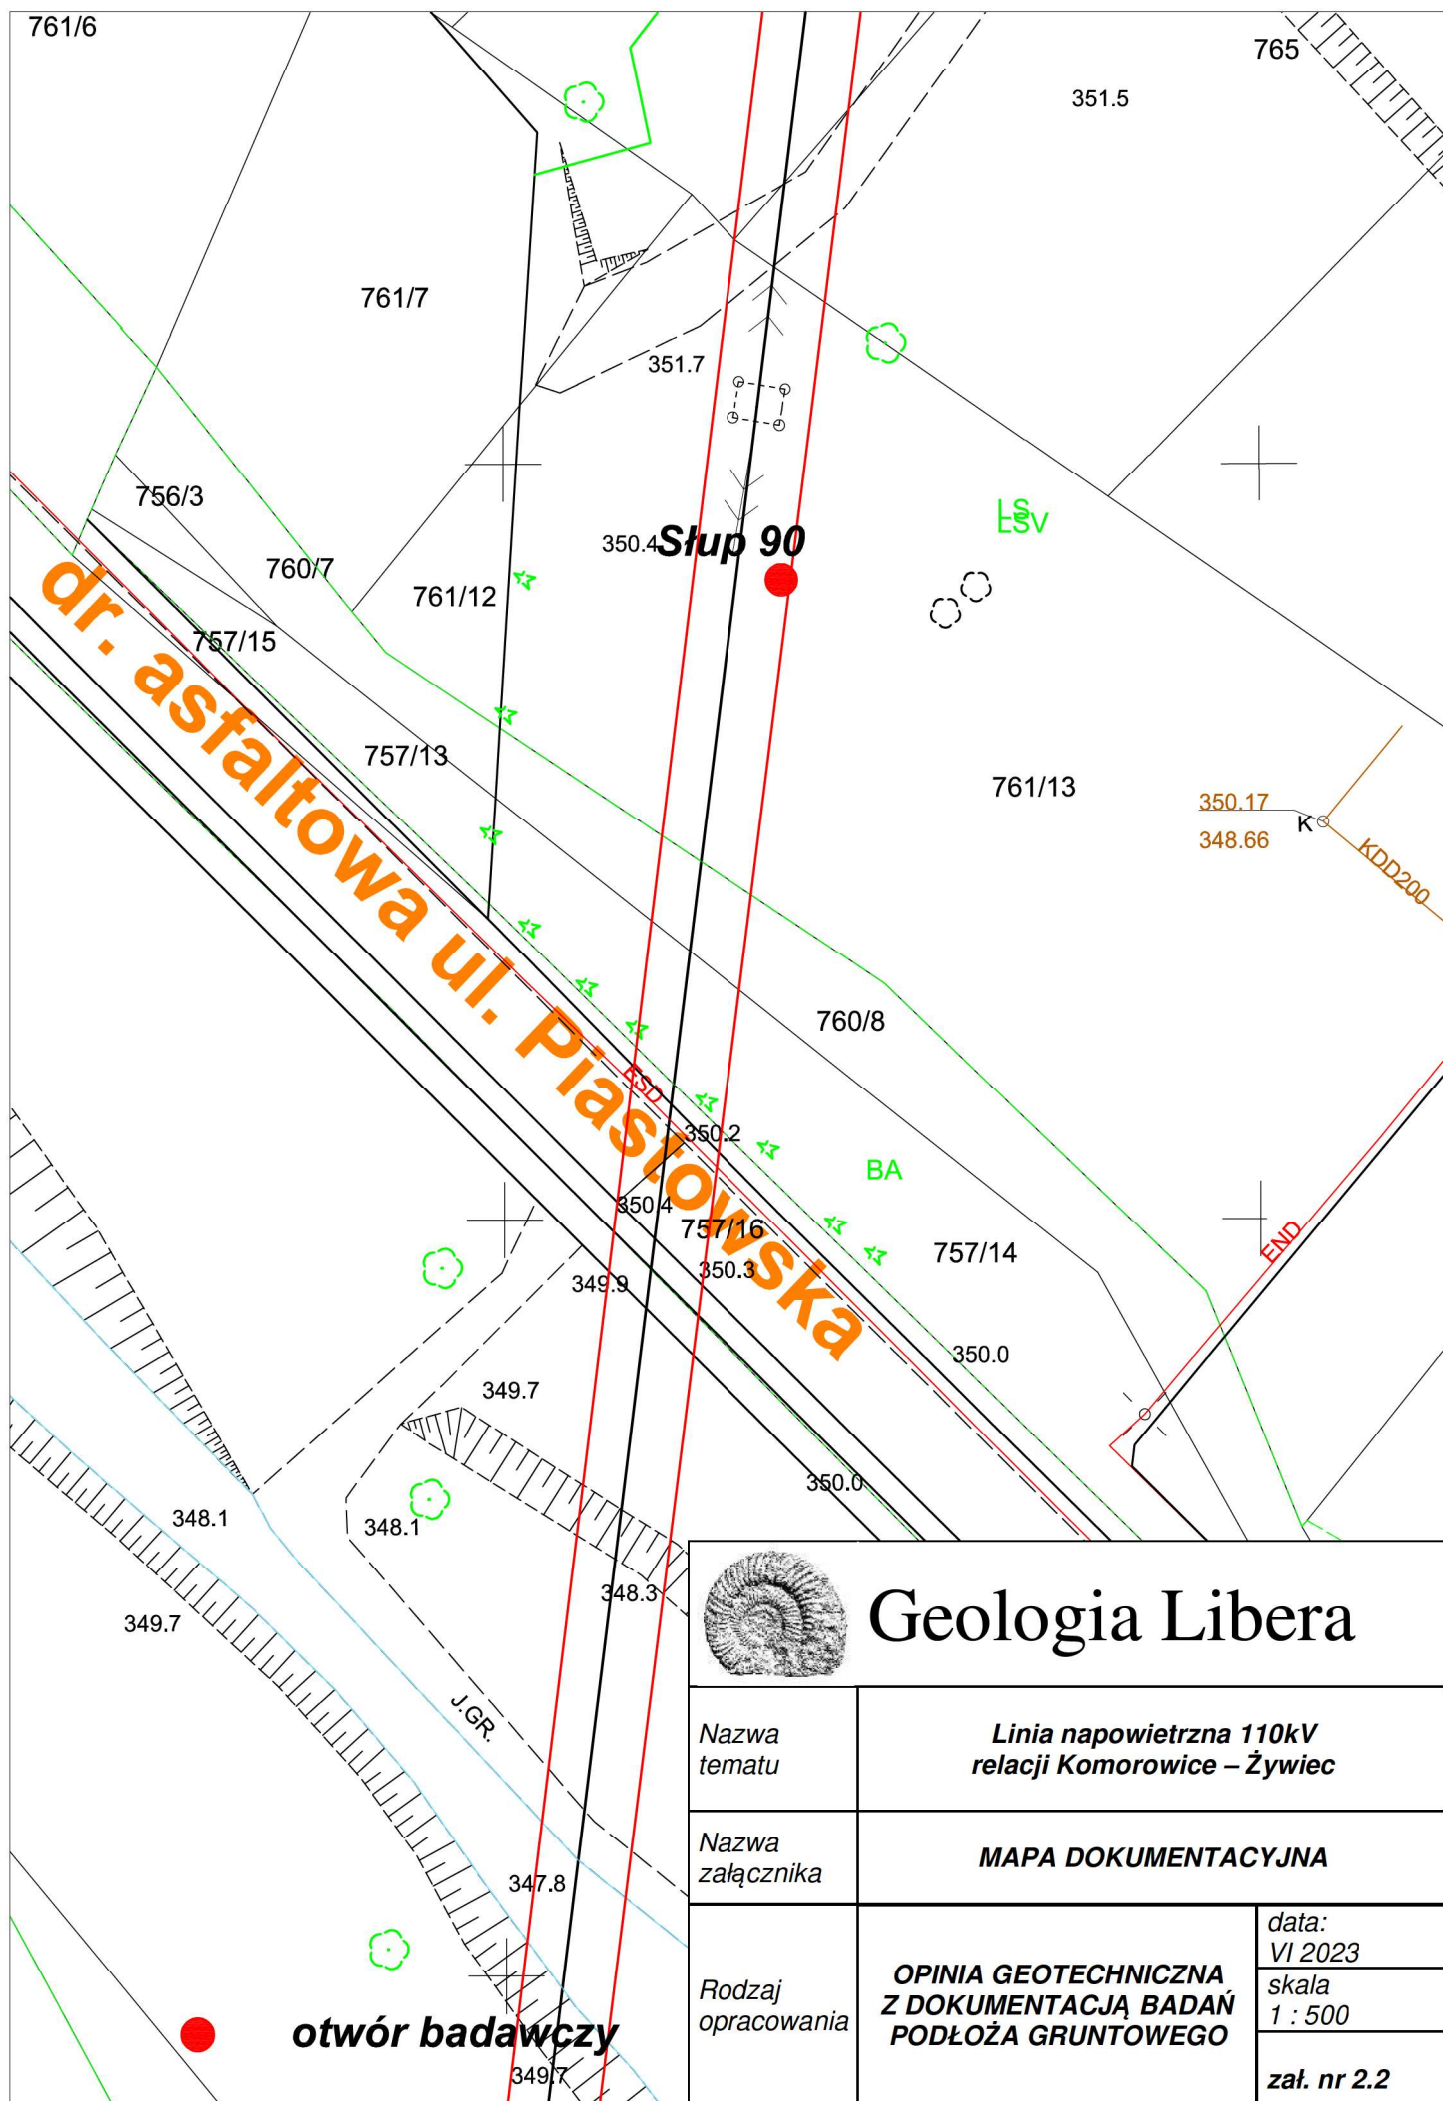 761/6
765
351.5
761/7
351.7
756/3
LS
LSV
350.4
Słup 90
760/7
761/12
757/15
dr. asfaltowa ul. Piastowska
757/13
761/13
350.17
K
348.66
KDD200
760/8
ESD
350.2
BA
350.4
757/16
757/14
END
350.3
349.9
350.0
349.7
350.0
348.1
348.1
348.3
349.7
J.GR.
347.8
otwór badawczy
349.7
Geologia Libera
Nazwa
tematu
Linia napowietrzna 110kV
relacji Komorowice – Żywiec
Nazwa
załącznika
MAPA DOKUMENTACYJNA
Rodzaj
opracowania
OPINIA GEOTECHNICZNA
Z DOKUMENTACJĄ BADAŃ
PODŁOŻA GRUNTOWEGO
data:
VI 2023
skala
1 : 500
zał. nr 2.2